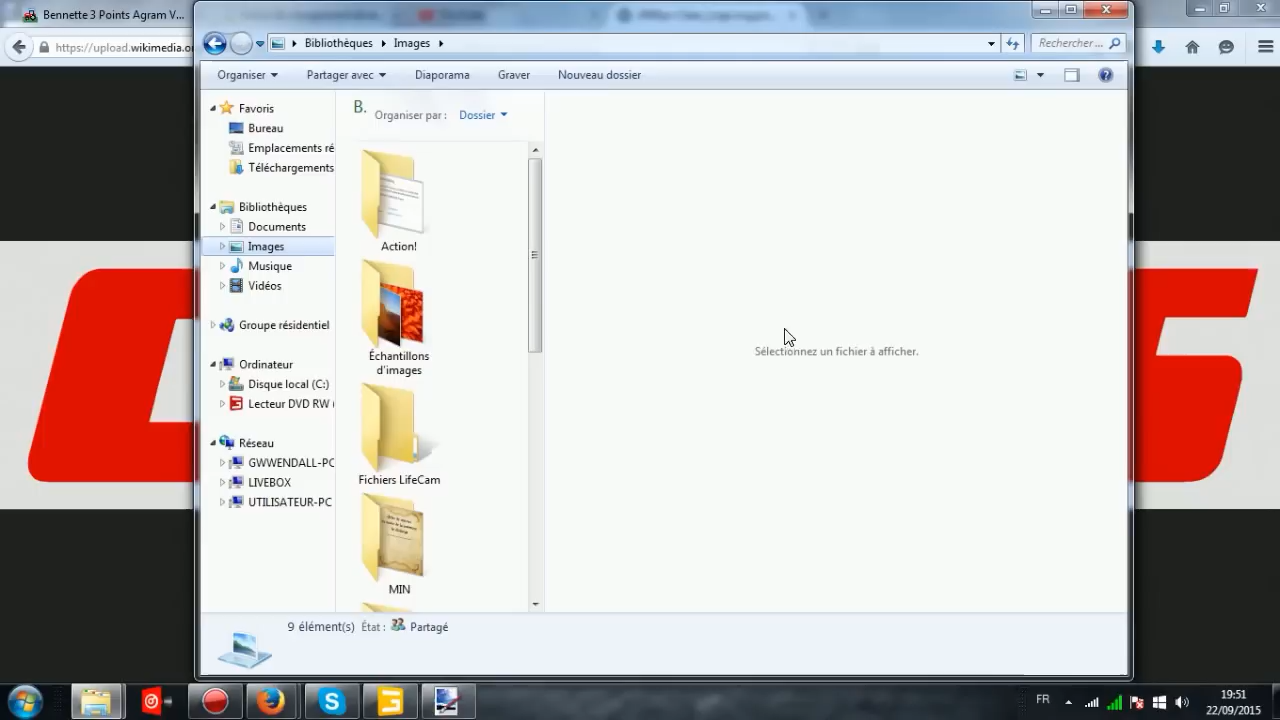 Bennette 3 Points Agram V...
https://upload.wikimedia.or
Bibliothèques
Images
Rechercher ...
Organiser
Partager avec
Diaporama
Graver
Nouveau dossier
Favoris
Bureau
Emplacements ré
Téléchargements
Bibliothèques
Documents
Images
Musique
Vidéos
Groupe résidentiel
Ordinateur
Disque local (C:)
Lecteur DVD RW (
Réseau
GWWENDALL-PC
LIVEBOX
UTILISATEUR-PC
B.
Organiser par :
Dossier
Action!
Échantillons
d'images
Fichiers LifeCam
MIN
Sélectionnez un fichier à afficher.
9 élément(s)
État :
Partagé
FR
19:51
22/09/2015